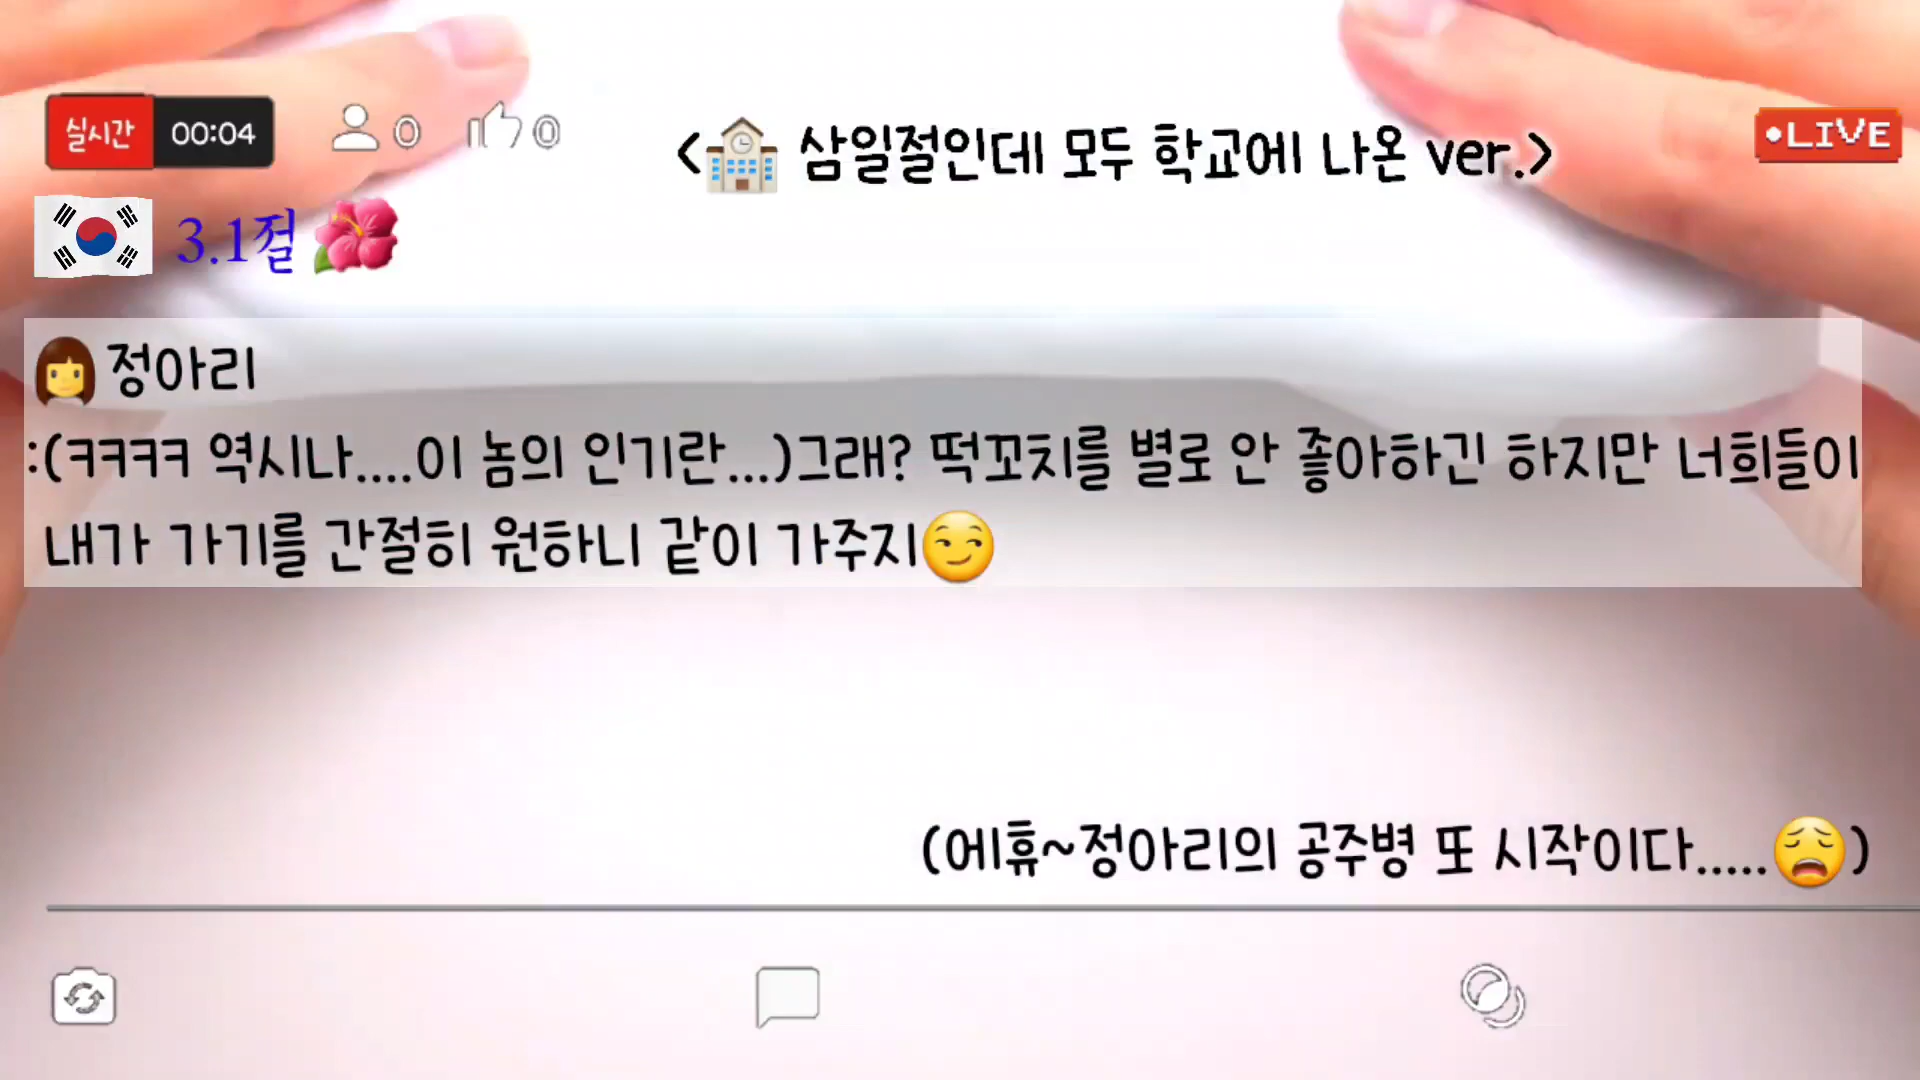 실시간 00:04 0 0
<🏫 삼일절인데 모두 학교에 나온 ver.>
•LIVE
🇰🇷 3.1절 🌺
👩 정아리
:(ㅋㅋㅋㅋ 역시나....이 놈의 인기란...)그래? 떡꼬치를 별로 안 좋아하긴 하지만 너희들이
내가 가기를 간절히 원하니 같이 가주지😏
(에휴~정아리의 공주병 또 시작이다.....😩)